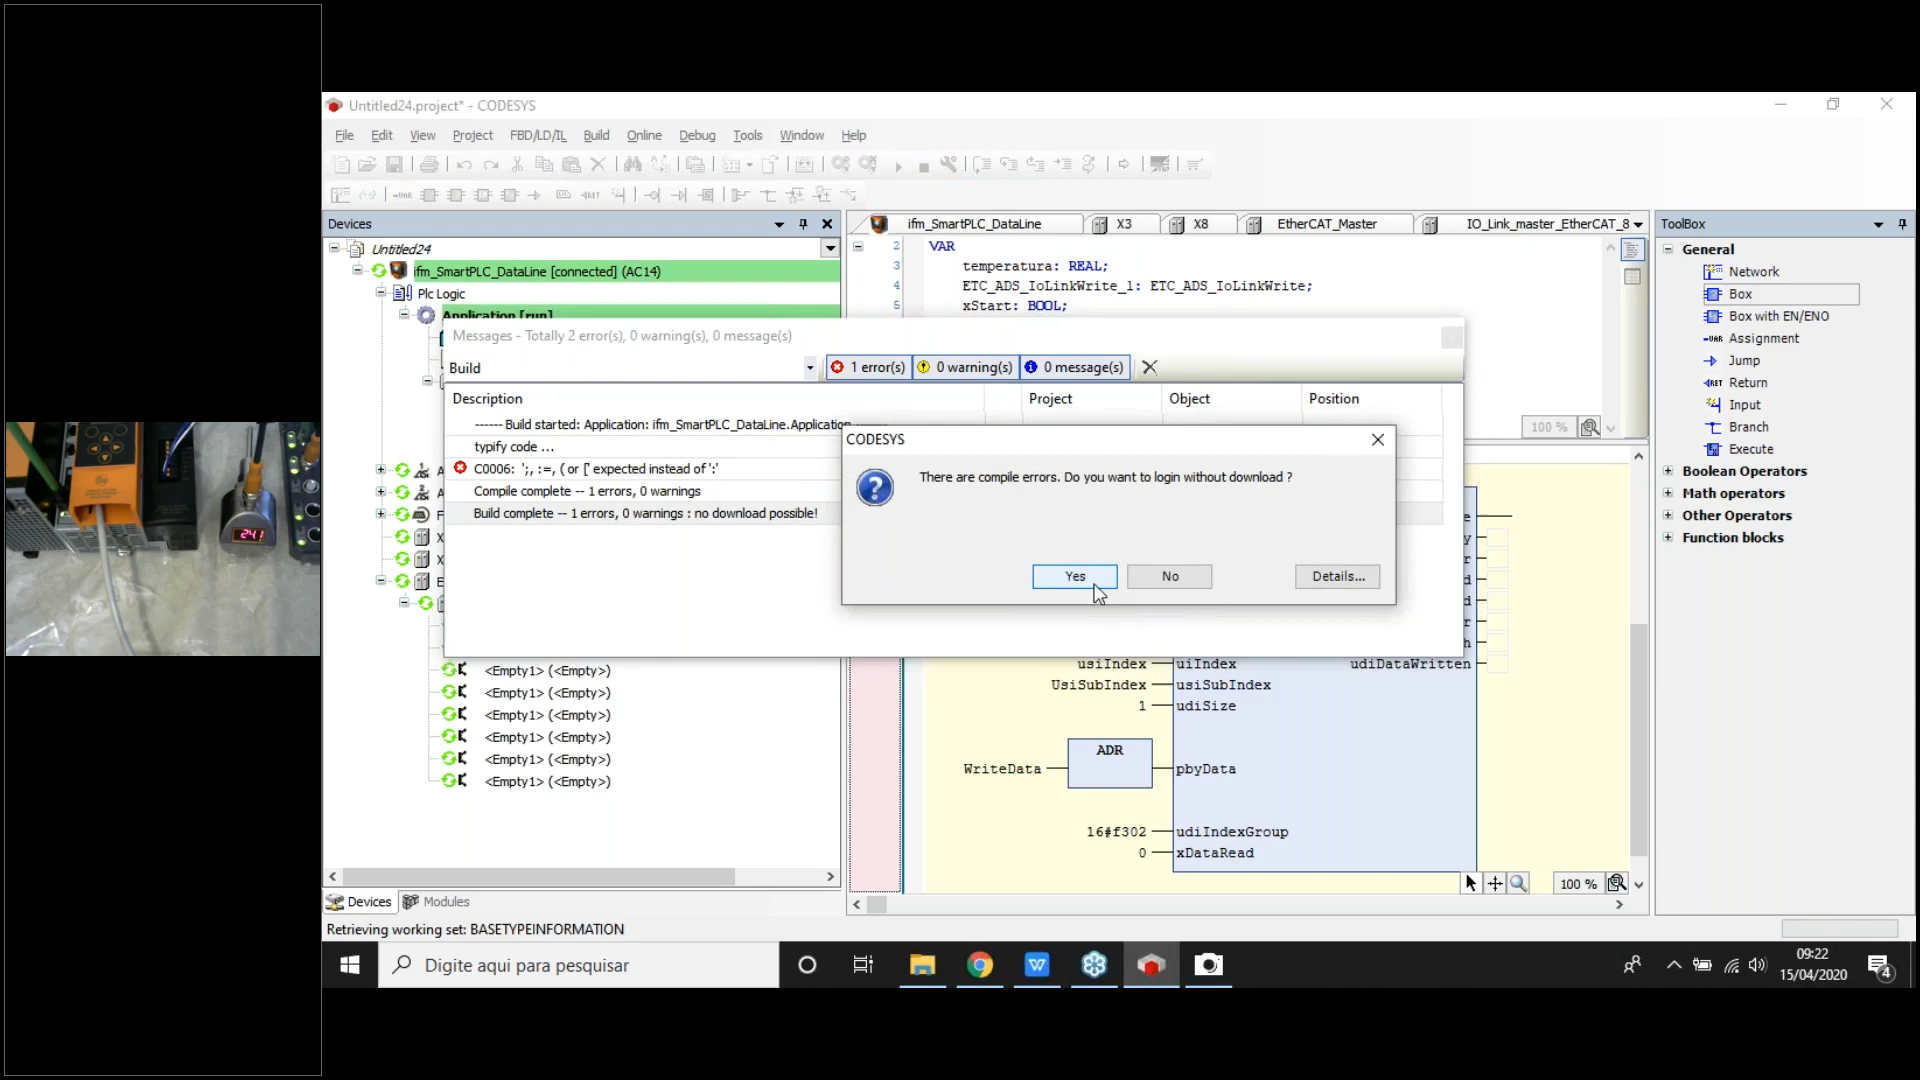 Untitled24.project* - CODESYS
File Edit View Project FBD/LD/IL Build Online Debug Tools Window Help
Devices
Untitled24
ifm_SmartPLC_DataLine [connected] (AC14)
Plc Logic
Application [run]
<Empty1> (<Empty>)
<Empty1> (<Empty>)
<Empty1> (<Empty>)
<Empty1> (<Empty>)
<Empty1> (<Empty>)
<Empty1> (<Empty>)
Devices Modules
ifm_SmartPLC_DataLine X3 X8 EtherCAT_Master IO_Link_master_EtherCAT_8
2 VAR
3 temperatura: REAL;
4 ETC_ADS_IoLinkWrite_1: ETC_ADS_IoLinkWrite;
5 xStart: BOOL;
100 %
Messages - Totally 2 error(s), 0 warning(s), 0 message(s)
Build 1 error(s) 0 warning(s) 0 message(s)
Description Project Object Position
------ Build started: Application: ifm_SmartPLC_DataLine.Application
typify code ...
C0006: ';, :=, ( or [' expected instead of ':'
Compile complete -- 1 errors, 0 warnings
Build complete -- 1 errors, 0 warnings : no download possible!
CODESYS
There are compile errors. Do you want to login without download ?
Yes No Details...
usiIndex uiIndex udiDataWritten
UsiSubIndex usiSubIndex
1 udiSize
ADR
WriteData pbyData
16#f302 udiIndexGroup
0 xDataRead
100 %
ToolBox
General
Network
Box
Box with EN/ENO
Assignment
Jump
Return
Input
Branch
Execute
Boolean Operators
Math operators
Other Operators
Function blocks
Retrieving working set: BASETYPEINFORMATION
Digite aqui para pesquisar
09:22
15/04/2020
4
241